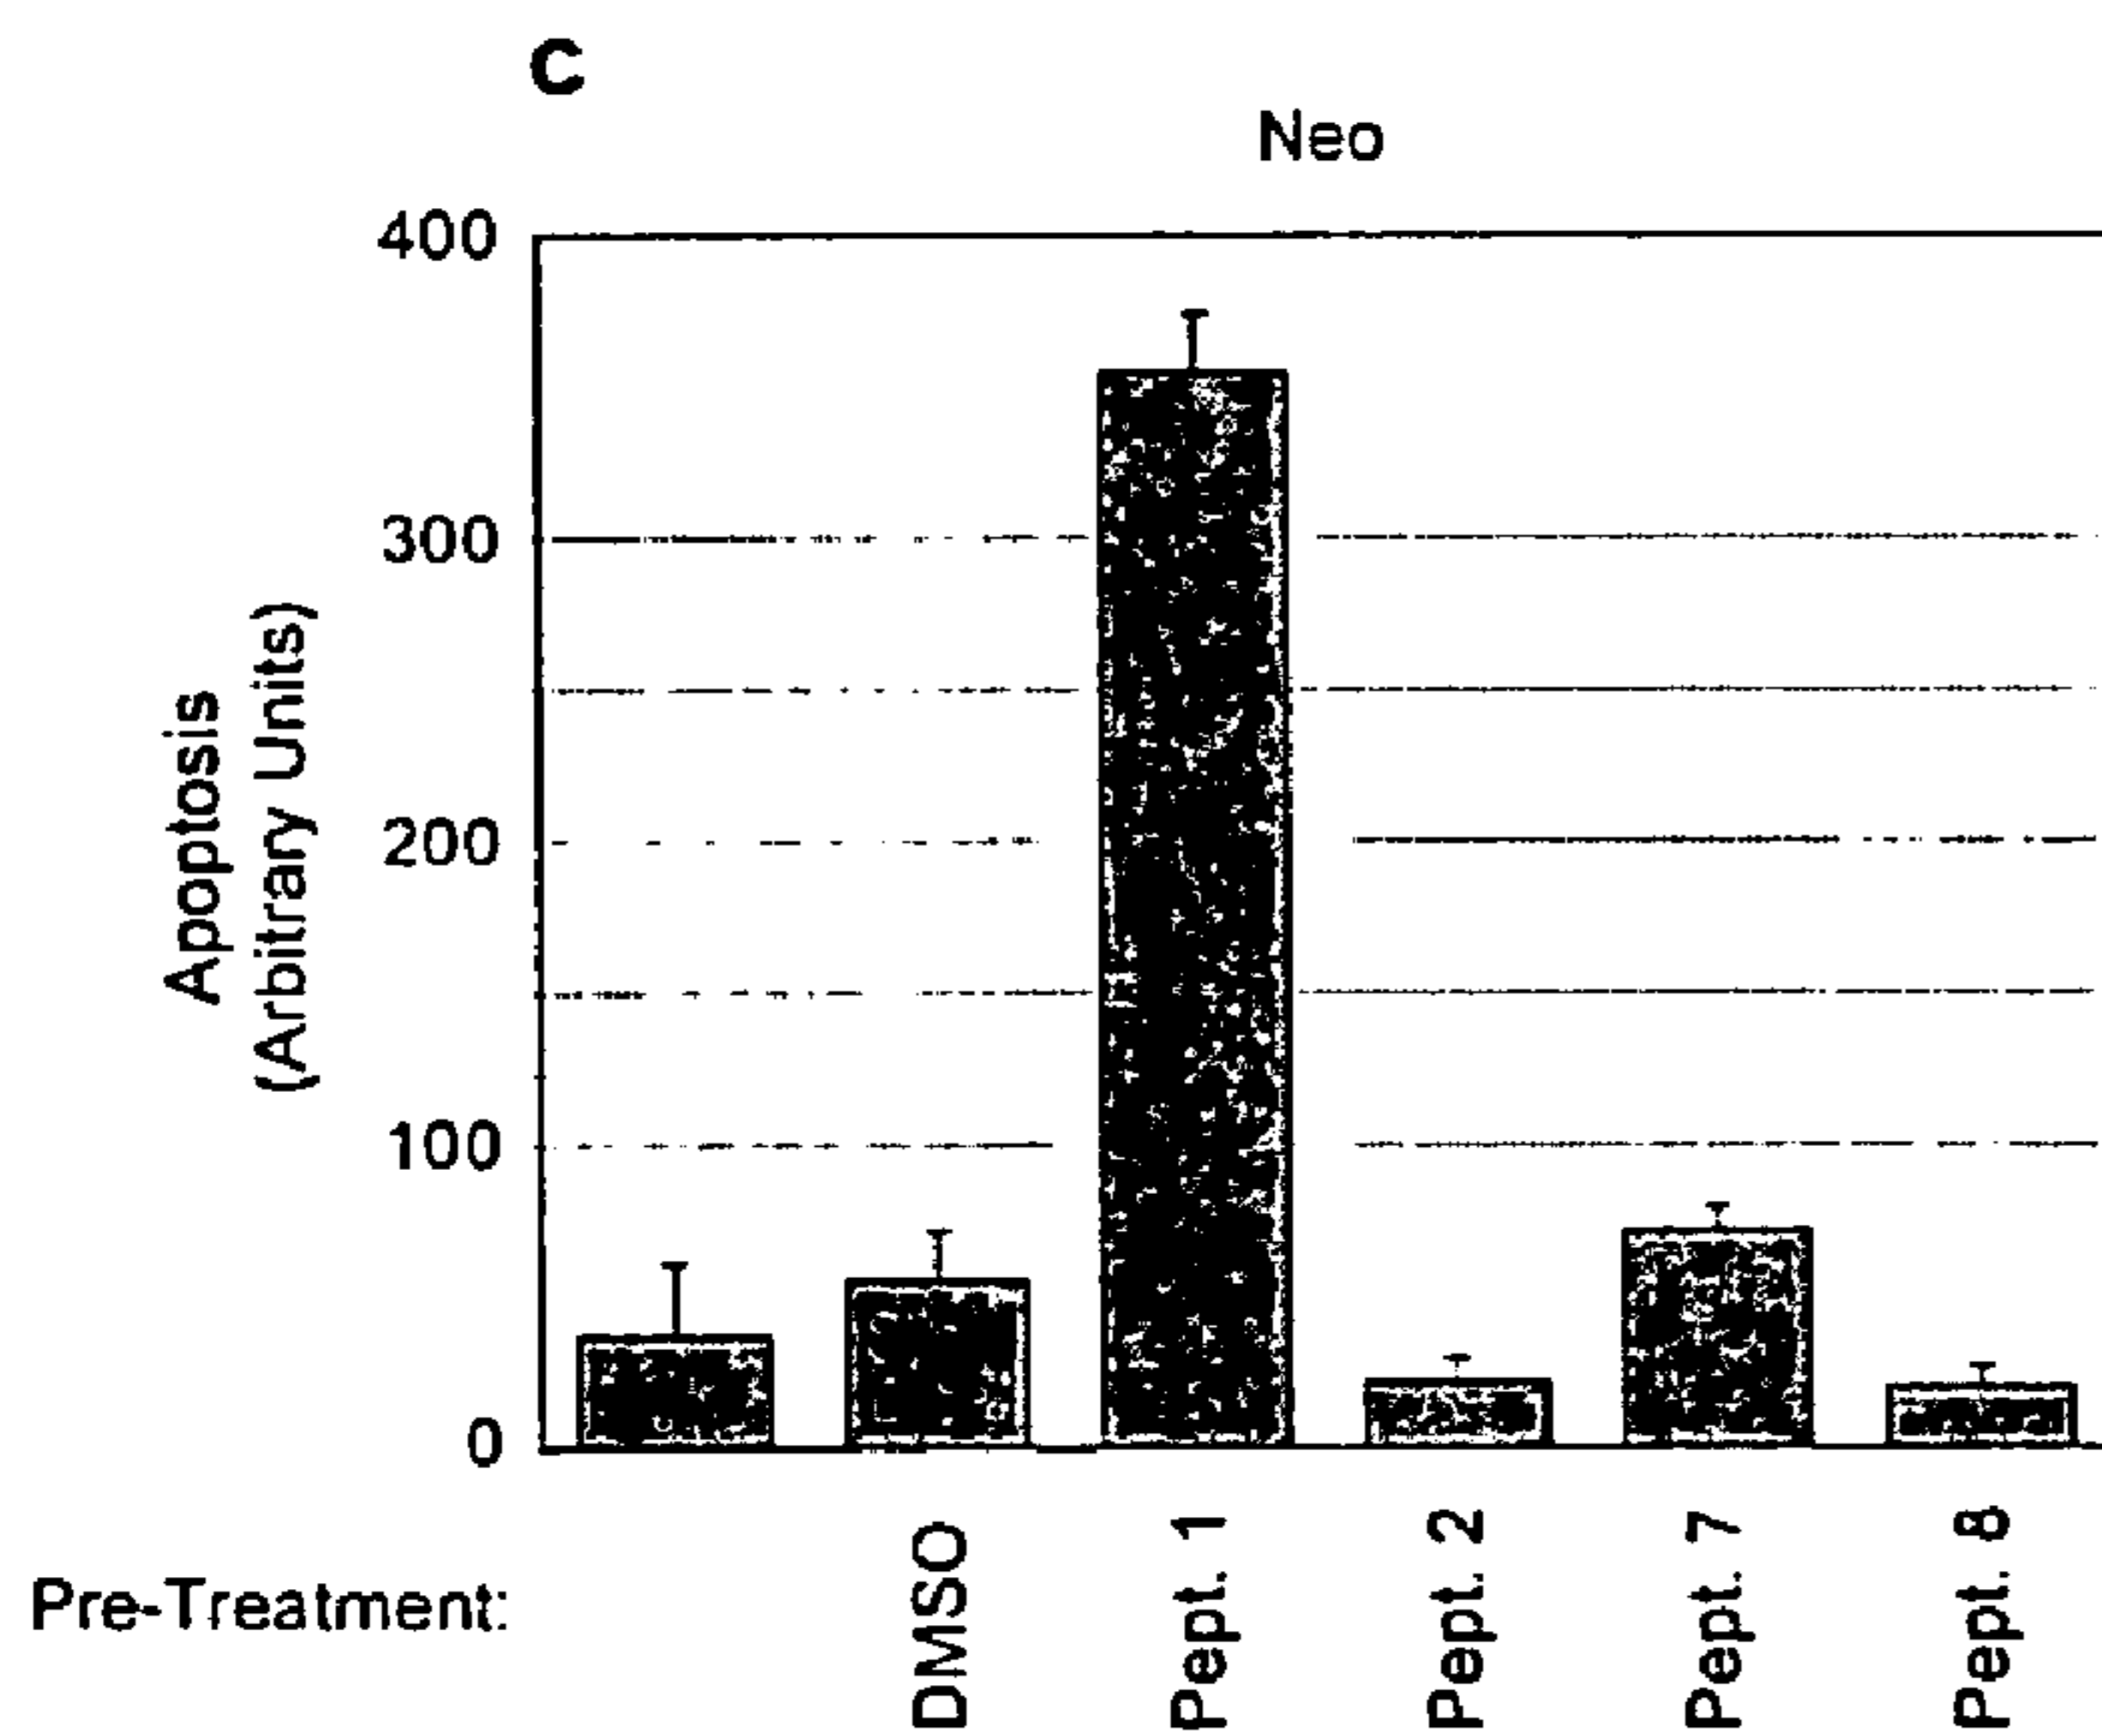 C
Neo
400
300
200
100
0
Apoptosis
(Arbitrary Units)
Pre-Treatment:
DMSO
Pept. 1
Pept. 2
Pept. 7
Pept. 8